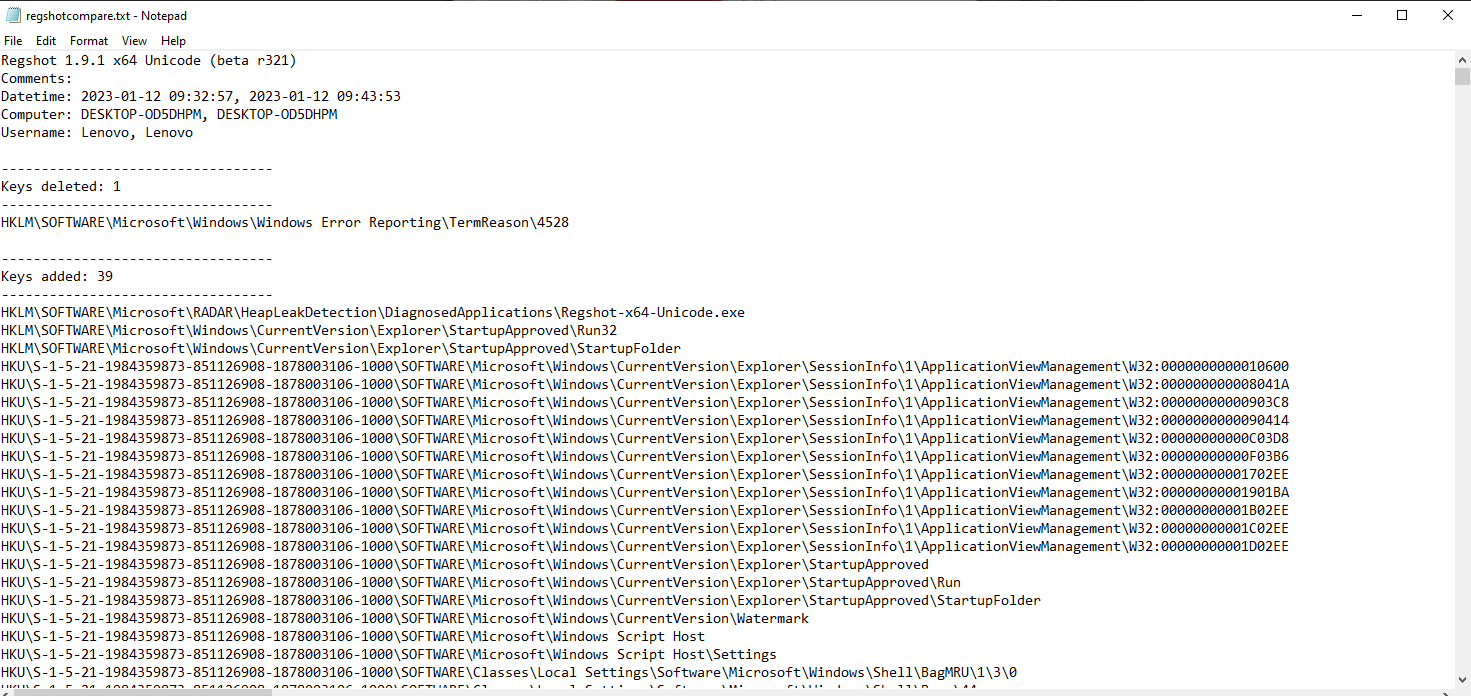 regshotcompare.txt - Notepad
File Edit Format View Help
Regshot 1.9.1 x64 Unicode (beta r321)
Comments:
Datetime: 2023-01-12 09:32:57, 2023-01-12 09:43:53
Computer: DESKTOP-OD5DHPM, DESKTOP-OD5DHPM
Username: Lenovo, Lenovo
----------------------------------
Keys deleted: 1
----------------------------------
HKLM\SOFTWARE\Microsoft\Windows\Windows Error Reporting\TermReason\4528
----------------------------------
Keys added: 39
----------------------------------
HKLM\SOFTWARE\Microsoft\RADAR\HeapLeakDetection\DiagnosedApplications\Regshot-x64-Unicode.exe
HKLM\SOFTWARE\Microsoft\Windows\CurrentVersion\Explorer\StartupApproved\Run32
HKLM\SOFTWARE\Microsoft\Windows\CurrentVersion\Explorer\StartupApproved\StartupFolder
HKU\S-1-5-21-1984359873-851126908-1878003106-1000\SOFTWARE\Microsoft\Windows\CurrentVersion\Explorer\SessionInfo\1\ApplicationViewManagement\W32:0000000000010600
HKU\S-1-5-21-1984359873-851126908-1878003106-1000\SOFTWARE\Microsoft\Windows\CurrentVersion\Explorer\SessionInfo\1\ApplicationViewManagement\W32:000000000008041A
HKU\S-1-5-21-1984359873-851126908-1878003106-1000\SOFTWARE\Microsoft\Windows\CurrentVersion\Explorer\SessionInfo\1\ApplicationViewManagement\W32:00000000000903C8
HKU\S-1-5-21-1984359873-851126908-1878003106-1000\SOFTWARE\Microsoft\Windows\CurrentVersion\Explorer\SessionInfo\1\ApplicationViewManagement\W32:0000000000090414
HKU\S-1-5-21-1984359873-851126908-1878003106-1000\SOFTWARE\Microsoft\Windows\CurrentVersion\Explorer\SessionInfo\1\ApplicationViewManagement\W32:00000000000C03D8
HKU\S-1-5-21-1984359873-851126908-1878003106-1000\SOFTWARE\Microsoft\Windows\CurrentVersion\Explorer\SessionInfo\1\ApplicationViewManagement\W32:00000000000F03B6
HKU\S-1-5-21-1984359873-851126908-1878003106-1000\SOFTWARE\Microsoft\Windows\CurrentVersion\Explorer\SessionInfo\1\ApplicationViewManagement\W32:00000000001702EE
HKU\S-1-5-21-1984359873-851126908-1878003106-1000\SOFTWARE\Microsoft\Windows\CurrentVersion\Explorer\SessionInfo\1\ApplicationViewManagement\W32:00000000001901BA
HKU\S-1-5-21-1984359873-851126908-1878003106-1000\SOFTWARE\Microsoft\Windows\CurrentVersion\Explorer\SessionInfo\1\ApplicationViewManagement\W32:00000000001B02EE
HKU\S-1-5-21-1984359873-851126908-1878003106-1000\SOFTWARE\Microsoft\Windows\CurrentVersion\Explorer\SessionInfo\1\ApplicationViewManagement\W32:00000000001C02EE
HKU\S-1-5-21-1984359873-851126908-1878003106-1000\SOFTWARE\Microsoft\Windows\CurrentVersion\Explorer\SessionInfo\1\ApplicationViewManagement\W32:00000000001D02EE
HKU\S-1-5-21-1984359873-851126908-1878003106-1000\SOFTWARE\Microsoft\Windows\CurrentVersion\Explorer\StartupApproved
HKU\S-1-5-21-1984359873-851126908-1878003106-1000\SOFTWARE\Microsoft\Windows\CurrentVersion\Explorer\StartupApproved\Run
HKU\S-1-5-21-1984359873-851126908-1878003106-1000\SOFTWARE\Microsoft\Windows\CurrentVersion\Explorer\StartupApproved\StartupFolder
HKU\S-1-5-21-1984359873-851126908-1878003106-1000\SOFTWARE\Microsoft\Windows\CurrentVersion\Watermark
HKU\S-1-5-21-1984359873-851126908-1878003106-1000\SOFTWARE\Microsoft\Windows Script Host
HKU\S-1-5-21-1984359873-851126908-1878003106-1000\SOFTWARE\Microsoft\Windows Script Host\Settings
HKU\S-1-5-21-1984359873-851126908-1878003106-1000\SOFTWARE\Classes\Local Settings\Software\Microsoft\Windows\Shell\BagMRU\1\3\0